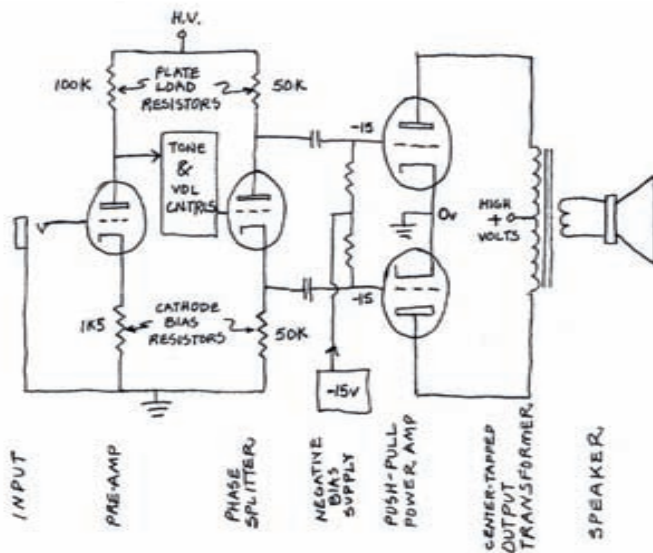 H.V.
100K
PLATE
LOAD
RESISTORS
50K
TONE
&
VOL
CNTRLS
-15
0v
HIGH
+
VOLTS
-15
1K5
CATHODE
BIAS
RESISTORS
50K
-15v
INPUT
PRE-AMP
PHASE
SPLITTER.
NEGATIVE
BIAS
SUPPLY
PUSH-PULL
POWER AMP
CENTER-TAPPED
OUTPUT
TRANSFORMER.
SPEAKER.